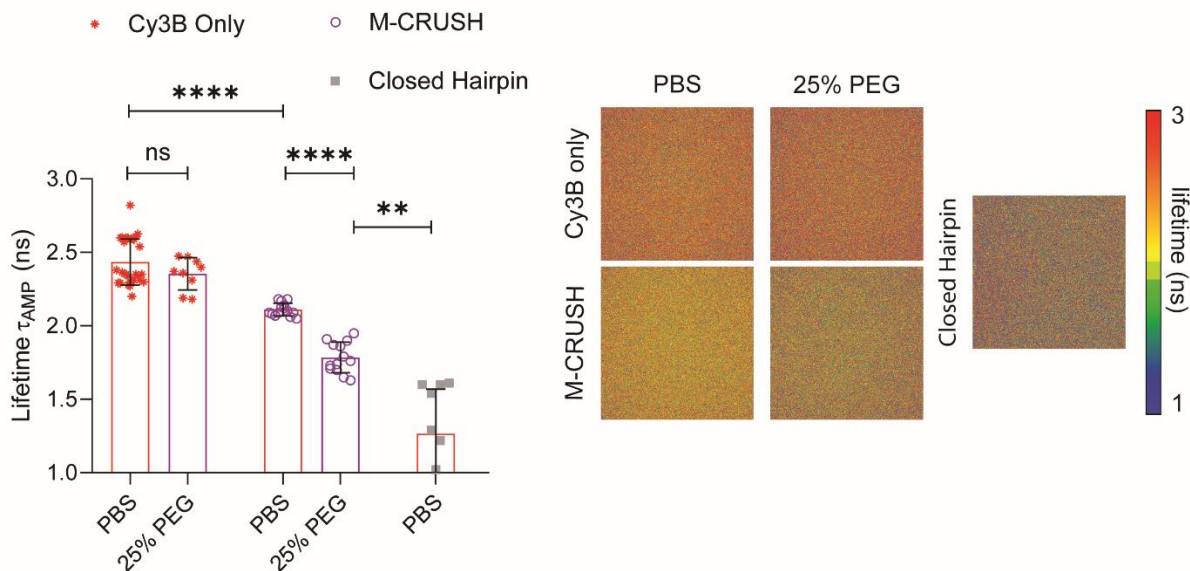 Cy3B Only
M-CRUSH
Closed Hairpin
****
ns
****
**
Lifetime τAMP (ns)
3.0
2.5
2.0
1.5
1.0
PBS
25% PEG
PBS
25% PEG
PBS
PBS
25% PEG
Cy3B only
M-CRUSH
Closed Hairpin
3
lifetime (ns)
1